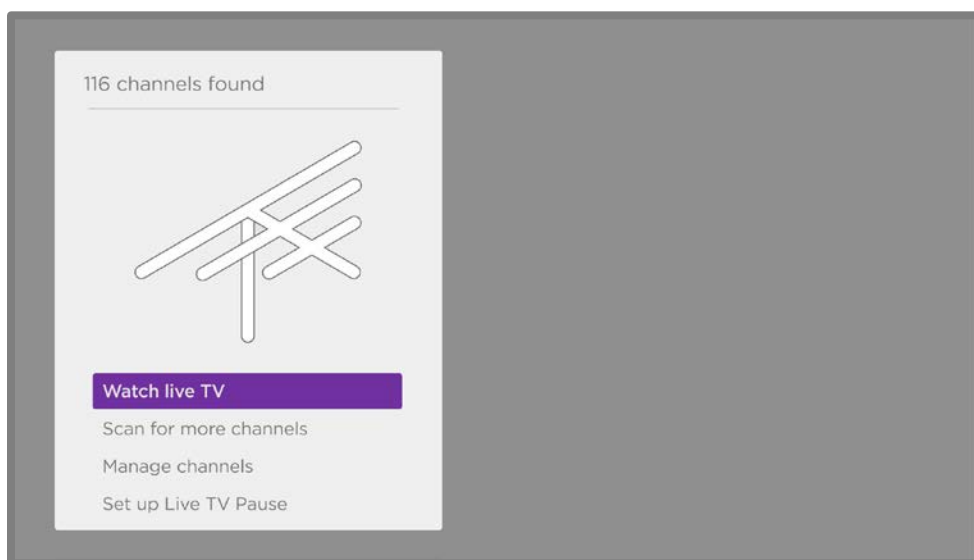 116 channels found
Watch live TV
Scan for more channels
Manage channels
Set up Live TV Pause